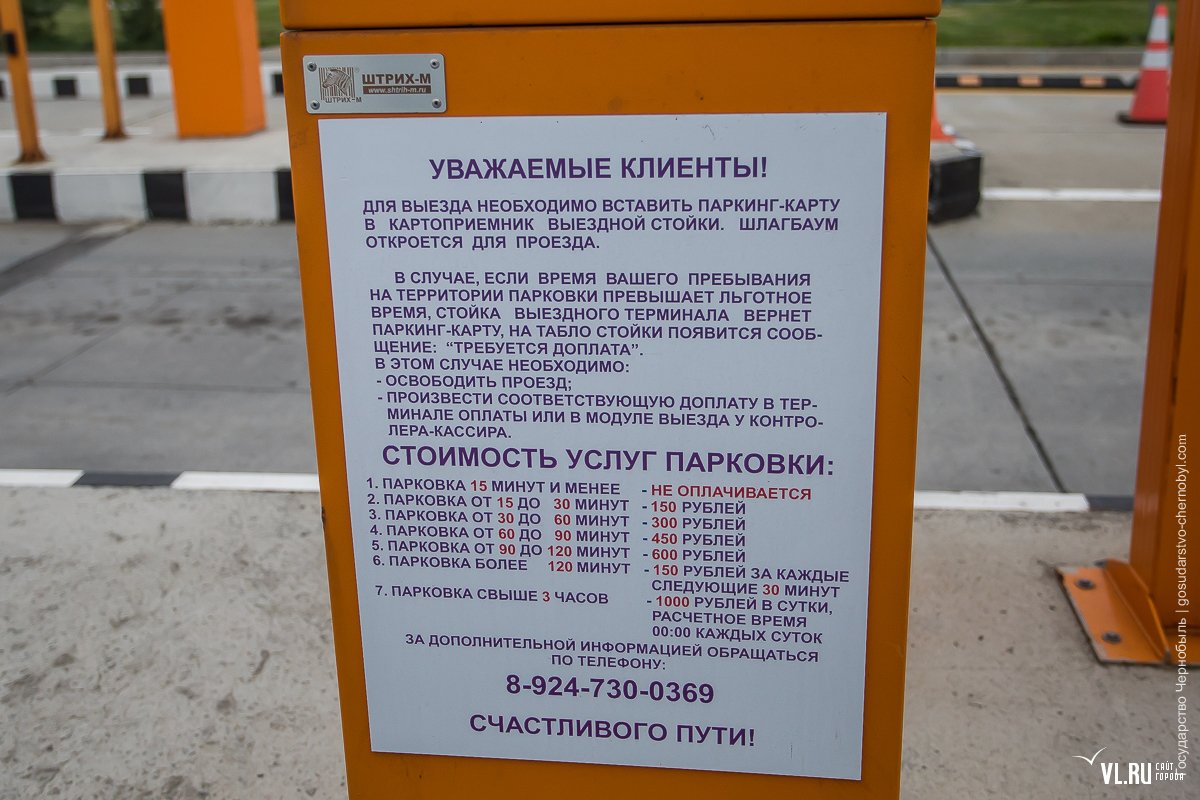 ШТРИХ-М
www.shtrih-m.ru
ШТРИХ-М
УВАЖАЕМЫЕ КЛИЕНТЫ!
ДЛЯ ВЫЕЗДА НЕОБХОДИМО ВСТАВИТЬ ПАРКИНГ-КАРТУ
В КАРТОПРИЕМНИК ВЫЕЗДНОЙ СТОЙКИ. ШЛАГБАУМ
ОТКРОЕТСЯ ДЛЯ ПРОЕЗДА.
В СЛУЧАЕ, ЕСЛИ ВРЕМЯ ВАШЕГО ПРЕБЫВАНИЯ
НА ТЕРРИТОРИИ ПАРКОВКИ ПРЕВЫШАЕТ ЛЬГОТНОЕ
ВРЕМЯ, СТОЙКА ВЫЕЗДНОГО ТЕРМИНАЛА ВЕРНЕТ
ПАРКИНГ-КАРТУ, НА ТАБЛО СТОЙКИ ПОЯВИТСЯ СООБ-
ЩЕНИЕ: “ТРЕБУЕТСЯ ДОПЛАТА”.
В ЭТОМ СЛУЧАЕ НЕОБХОДИМО:
- ОСВОБОДИТЬ ПРОЕЗД;
- ПРОИЗВЕСТИ СООТВЕТСТВУЮЩУЮ ДОПЛАТУ В ТЕР-
МИНАЛЕ ОПЛАТЫ ИЛИ В МОДУЛЕ ВЫЕЗДА У КОНТРО-
ЛЕРА-КАССИРА.
СТОИМОСТЬ УСЛУГ ПАРКОВКИ:
1. ПАРКОВКА 15 МИНУТ И МЕНЕЕ - НЕ ОПЛАЧИВАЕТСЯ
2. ПАРКОВКА ОТ 15 ДО 30 МИНУТ - 150 РУБЛЕЙ
3. ПАРКОВКА ОТ 30 ДО 60 МИНУТ - 300 РУБЛЕЙ
4. ПАРКОВКА ОТ 60 ДО 90 МИНУТ - 450 РУБЛЕЙ
5. ПАРКОВКА ОТ 90 ДО 120 МИНУТ - 600 РУБЛЕЙ
6. ПАРКОВКА БОЛЕЕ 120 МИНУТ - 150 РУБЛЕЙ ЗА КАЖДЫЕ
СЛЕДУЮЩИЕ 30 МИНУТ
7. ПАРКОВКА СВЫШЕ 3 ЧАСОВ - 1000 РУБЛЕЙ В СУТКИ,
РАСЧЕТНОЕ ВРЕМЯ
00:00 КАЖДЫХ СУТОК
ЗА ДОПОЛНИТЕЛЬНОЙ ИНФОРМАЦИЕЙ ОБРАЩАТЬСЯ
ПО ТЕЛЕФОНУ:
8-924-730-0369
СЧАСТЛИВОГО ПУТИ!
Государство Чернобыль | gosudarstvo-chernobyl.com
VL.RU САЙТ
ГОРОДА